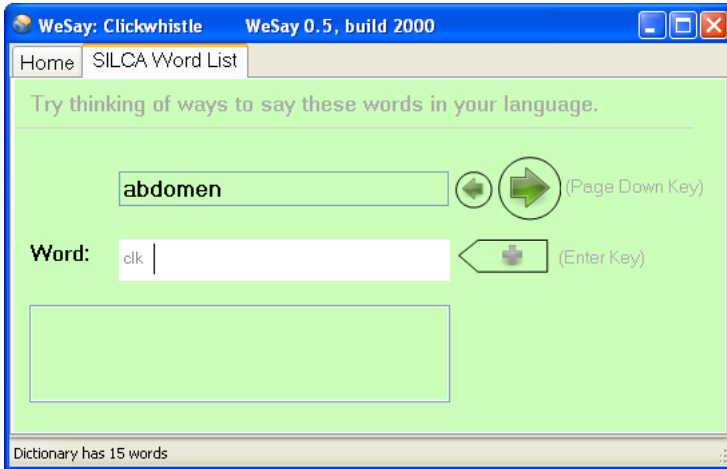 WeSay: Clickwhistle WeSay 0.5, build 2000
Home SILCA Word List
Try thinking of ways to say these words in your language.
abdomen (Page Down Key)
Word: clk (Enter Key)
Dictionary has 15 words